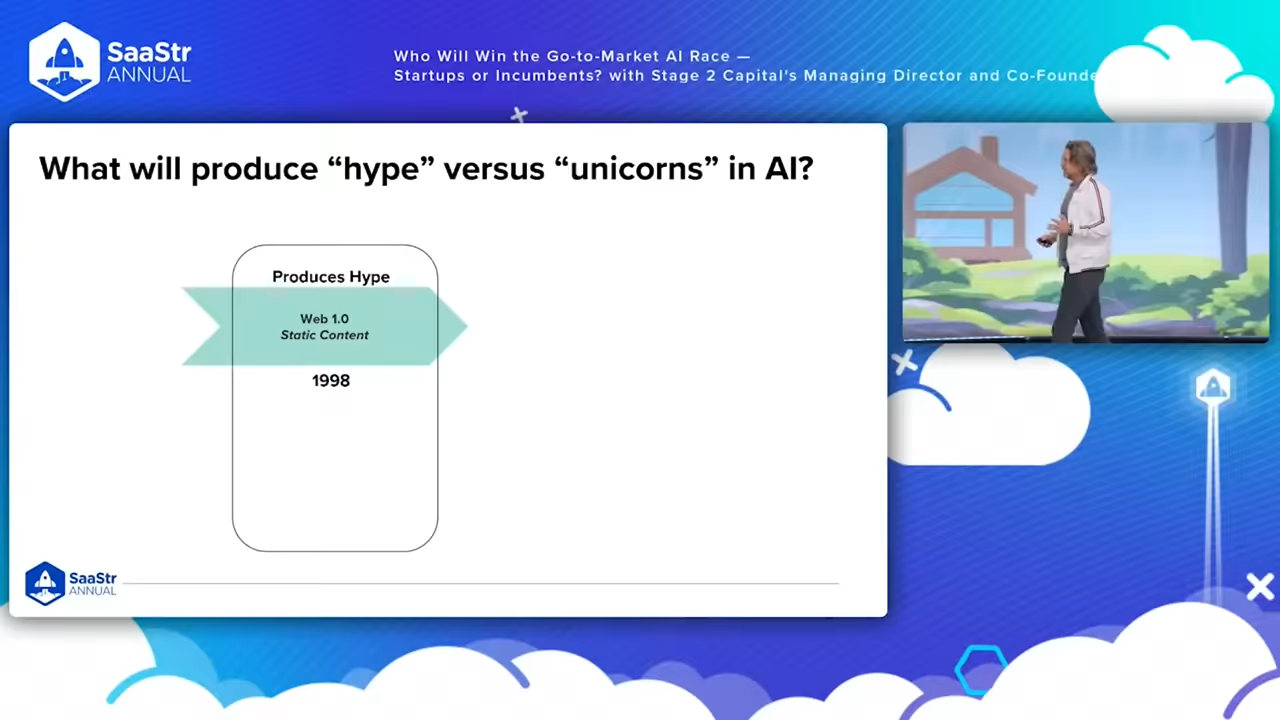 SaaStr
ANNUAL
Who Will Win the Go-to-Market AI Race —
Startups or Incumbents? with Stage 2 Capital's Managing Director and Co-Founde
What will produce “hype” versus “unicorns” in AI?
Produces Hype
Web 1.0
Static Content
1998
SaaStr
ANNUAL